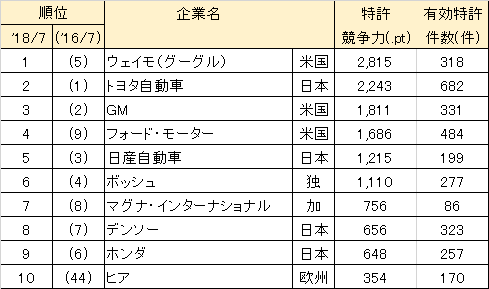 順位 企業名 特許競争力(.pt) 有効特許件数(件)
'18/7 ('16/7)
1 (5) ウェイモ(グーグル) 米国 2,815 318
2 (1) トヨタ自動車 日本 2,243 682
3 (2) GM 米国 1,811 331
4 (9) フォード・モーター 米国 1,686 484
5 (3) 日産自動車 日本 1,215 199
6 (4) ボッシュ 独 1,110 277
7 (8) マグナ・インターナショナル 加 756 86
8 (7) デンソー 日本 656 323
9 (6) ホンダ 日本 648 257
10 (44) ヒア 欧州 354 170